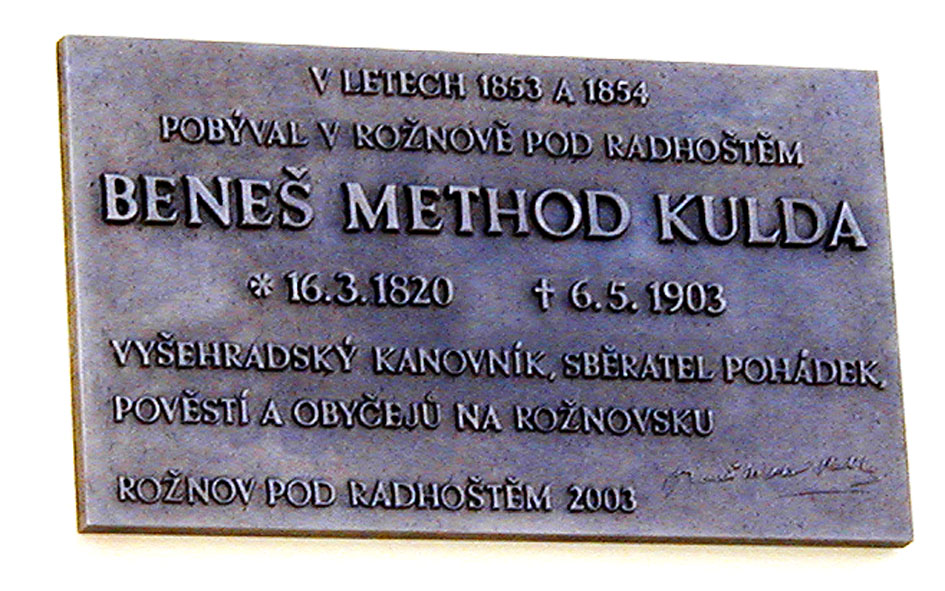 V LETECH 1853 A 1854
POBÝVAL V ROŽNOVĚ POD RADHOŠTĚM
BENEŠ METHOD KULDA
* 16.3.1820 † 6.5.1903
VYŠEHRADSKÝ KANOVNÍK, SBĚRATEL POHÁDEK,
POVĚSTÍ A OBYČEJŮ NA ROŽNOVSKU
ROŽNOV POD RADHOŠTĚM 2003